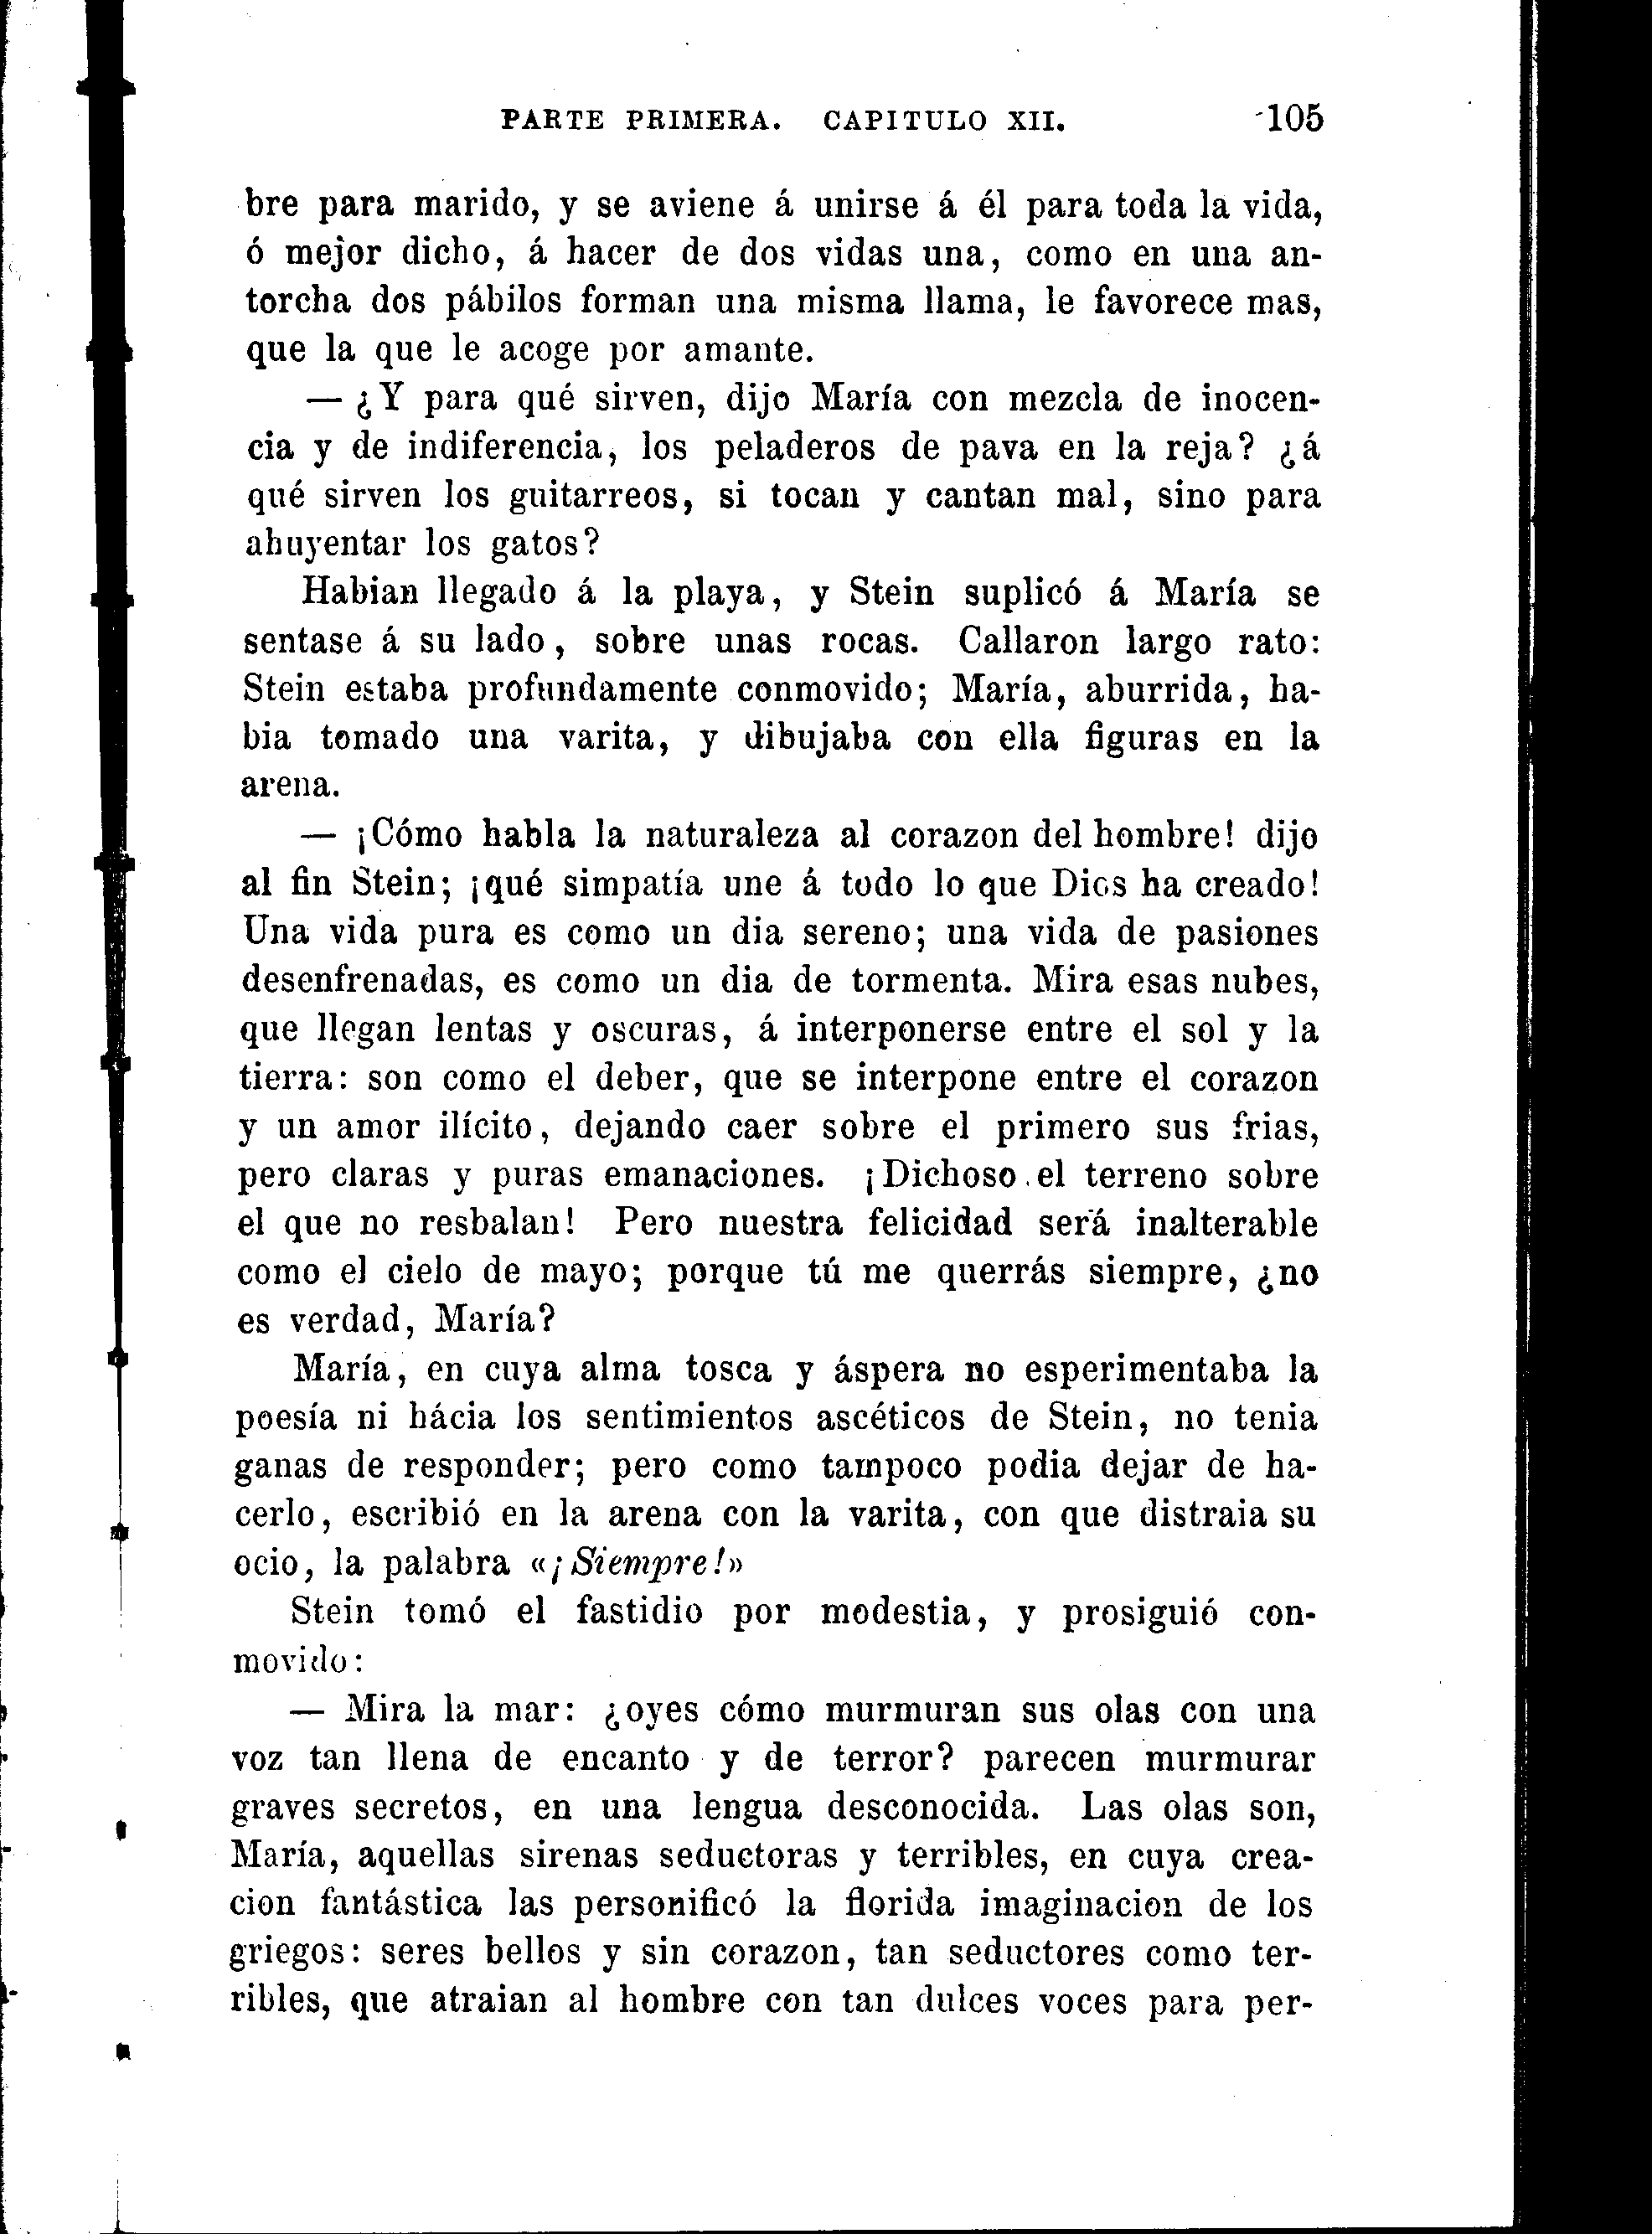 PARTE PRIMERA. CAPITULO XII. 105
bre para marido, y se aviene á unirse á él para toda la vida,
ó mejor dicho, á hacer de dos vidas una, como en una an-
torcha dos pábilos forman una misma llama, le favorece mas,
que la que le acoge por amante.
— ¿Y para qué sirven, dijo María con mezcla de inocen-
cia y de indiferencia, los peladeros de pava en la reja? ¿á
qué sirven los guitarreos, si tocan y cantan mal, sino para
ahuyentar los gatos?
Habian llegado á la playa, y Stein suplicó á María se
sentase á su lado, sobre unas rocas. Callaron largo rato:
Stein estaba profundamente conmovido; María, aburrida, ha-
bia tomado una varita, y dibujaba con ella figuras en la
arena.
— ¡Cómo habla la naturaleza al corazon del hombre! dijo
al fin Stein; ¡qué simpatía une á todo lo que Dios ha creado!
Una vida pura es como un dia sereno; una vida de pasiones
desenfrenadas, es como un dia de tormenta. Mira esas nubes,
que llegan lentas y oscuras, á interponerse entre el sol y la
tierra: son como el deber, que se interpone entre el corazon
y un amor ilícito, dejando caer sobre el primero sus frias,
pero claras y puras emanaciones. ¡Dichoso el terreno sobre
el que no resbalan! Pero nuestra felicidad será inalterable
como el cielo de mayo; porque tú me querrás siempre, ¿no
es verdad, María?
María, en cuya alma tosca y áspera no esperimentaba la
poesía ni hácia los sentimientos ascéticos de Stein, no tenia
ganas de responder; pero como tampoco podia dejar de ha-
cerlo, escribió en la arena con la varita, con que distraia su
ocio, la palabra «¡Siempre!»
Stein tomó el fastidio por modestia, y prosiguió con-
movido:
— Mira la mar: ¿oyes cómo murmuran sus olas con una
voz tan llena de encanto y de terror? parecen murmurar
graves secretos, en una lengua desconocida. Las olas son,
María, aquellas sirenas seductoras y terribles, en cuya crea-
cion fantástica las personificó la florida imaginacion de los
griegos: seres bellos y sin corazon, tan seductores como ter-
ribles, que atraian al hombre con tan dulces voces para per-